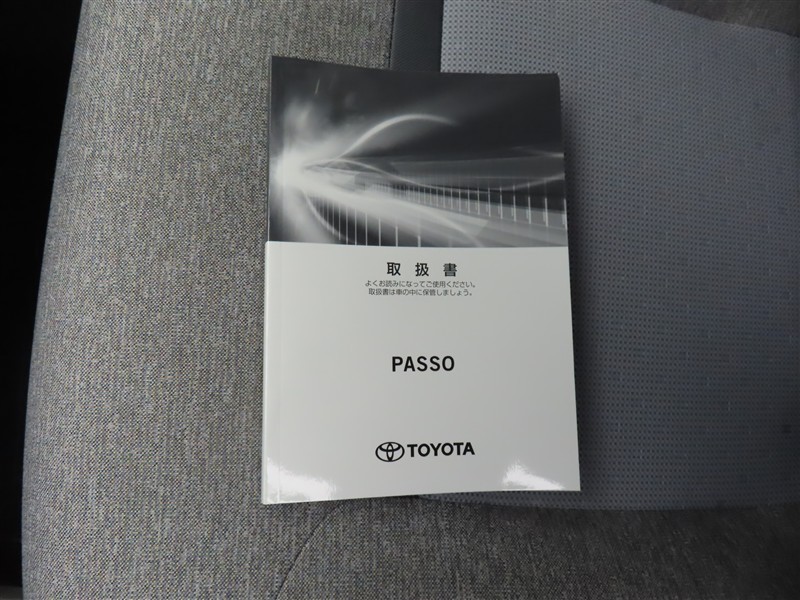 取扱書
よくお読みになってご使用ください。
取扱書は車の中に保管しましょう。
PASSO
TOYOTA